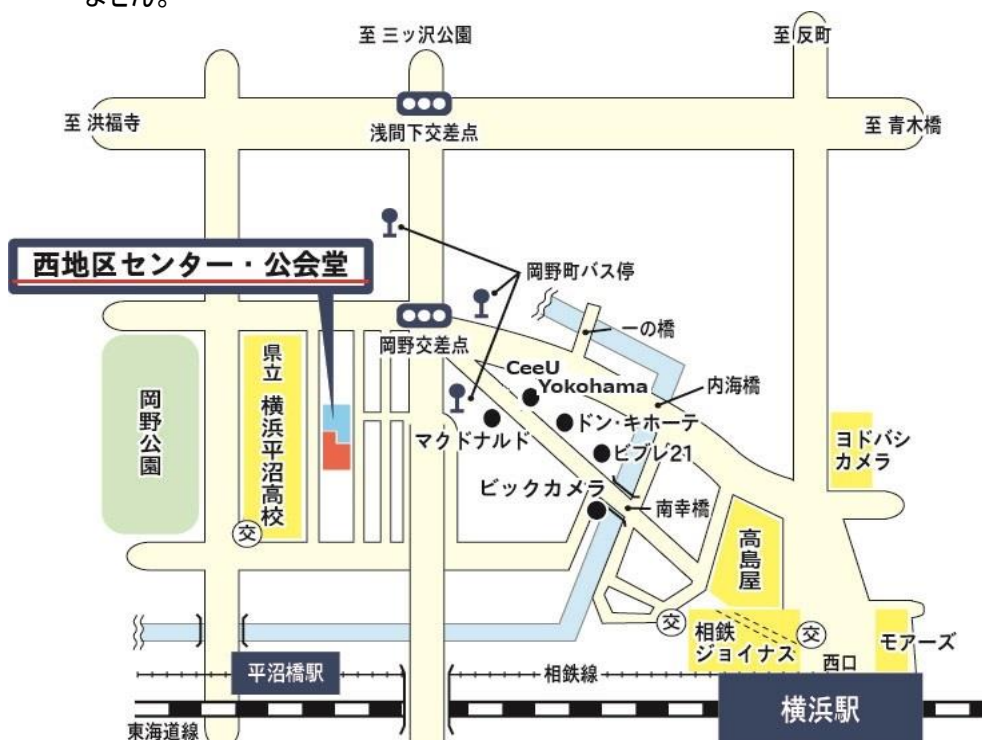 ません。
至 三ッ沢公園
至 反町
至 洪福寺
浅間下交差点
至 青木橋
西地区センター・公会堂
岡野町バス停
一の橋
岡野交差点
CeeU
Yokohama
内海橋
岡野公園
県立 横浜平沼高校
マクドナルド
ドン・キホーテ
ビブレ21
ヨドバシ
カメラ
ビックカメラ
南幸橋
交
高島屋
交
相鉄
ジョイナス
交
モアーズ
西口
平沼橋駅
相鉄線
横浜駅
東海道線